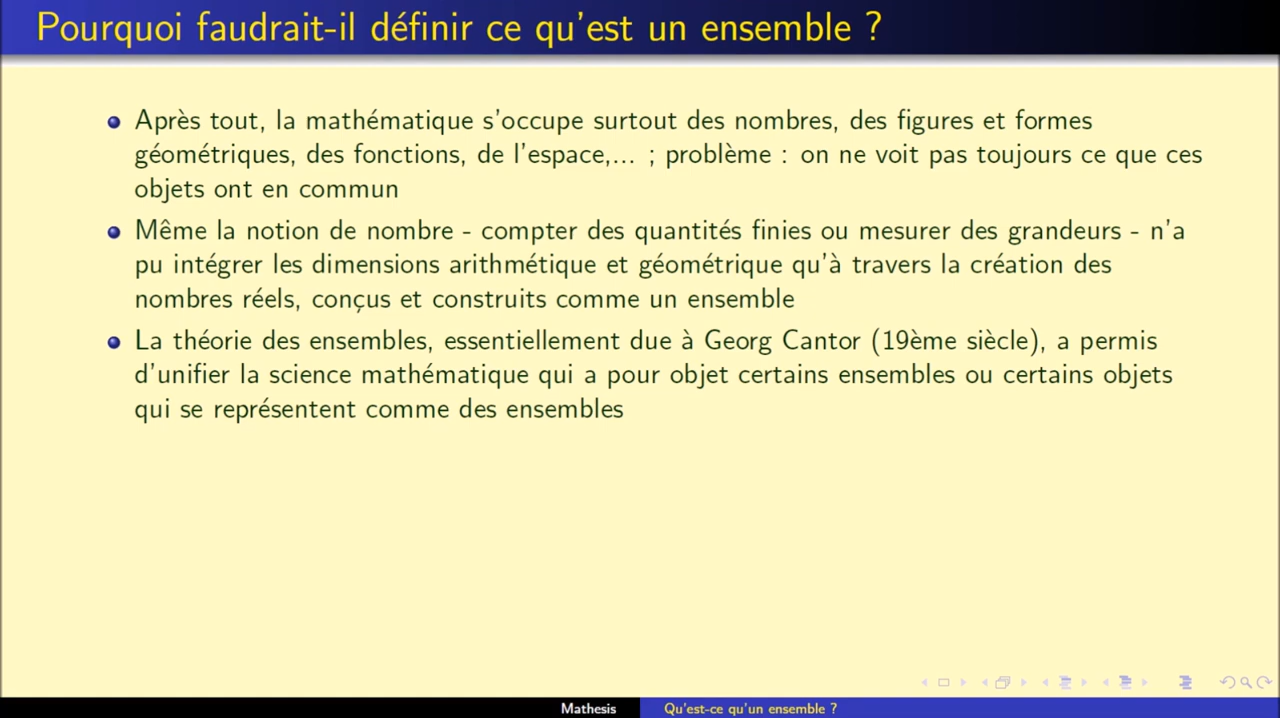 Pourquoi faudrait-il définir ce qu'est un ensemble ?
Après tout, la mathématique s'occupe surtout des nombres, des figures et formes
géométriques, des fonctions, de l'espace,... ; problème : on ne voit pas toujours ce que ces
objets ont en commun
Même la notion de nombre - compter des quantités finies ou mesurer des grandeurs - n'a
pu intégrer les dimensions arithmétique et géométrique qu'à travers la création des
nombres réels, conçus et construits comme un ensemble
La théorie des ensembles, essentiellement due à Georg Cantor (19ème siècle), a permis
d'unifier la science mathématique qui a pour objet certains ensembles ou certains objets
qui se représentent comme des ensembles
Mathesis
Qu'est-ce qu'un ensemble ?